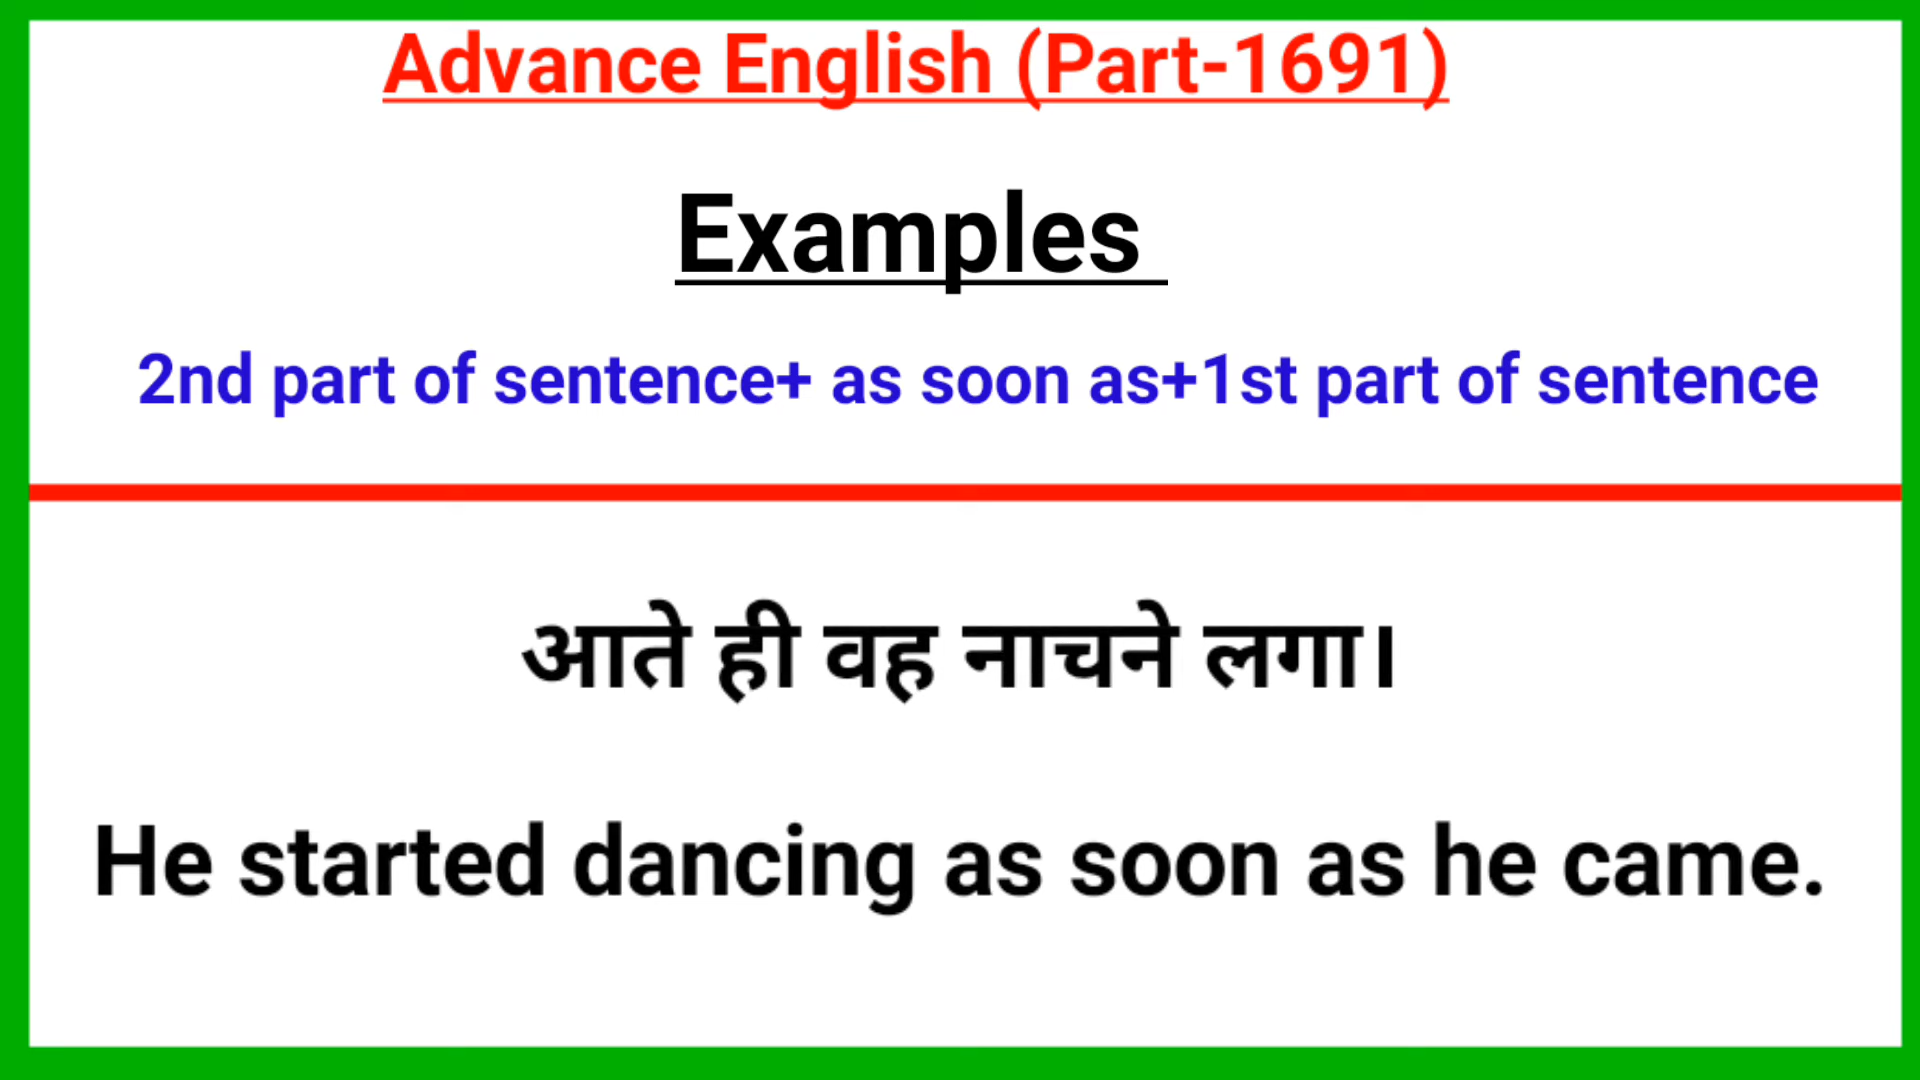 Advance English (Part-1691)
Examples
2nd part of sentence+ as soon as+1st part of sentence
आते ही वह नाचने लगा।
He started dancing as soon as he came.